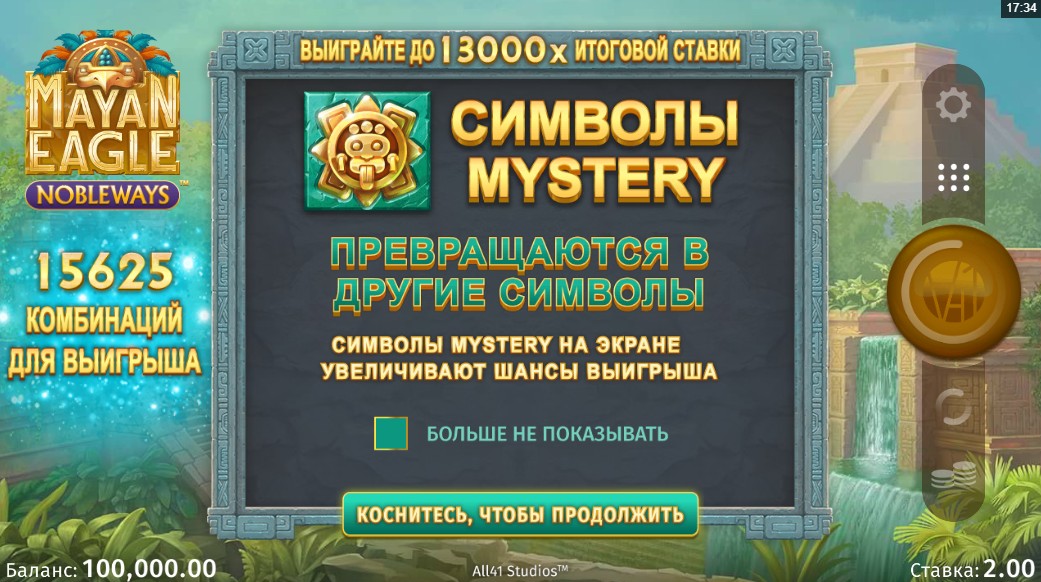 17:34
ВЫИГРАЙТЕ ДО 13000x ИТОГОВОЙ СТАВКИ
MAYAN
EAGLE
NOBLEWAYS™
СИМВОЛЫ
MYSTERY
15625
КОМБИНАЦИЙ
ДЛЯ ВЫИГРЫША
ПРЕВРАЩАЮТСЯ В
ДРУГИЕ СИМВОЛЫ
СИМВОЛЫ MYSTERY НА ЭКРАНЕ
УВЕЛИЧИВАЮТ ШАНСЫ ВЫИГРЫША
БОЛЬШЕ НЕ ПОКАЗЫВАТЬ
КОСНИТЕСЬ, ЧТОБЫ ПРОДОЛЖИТЬ
Баланс: 100,000.00
All41 Studios™
Ставка: 2.00